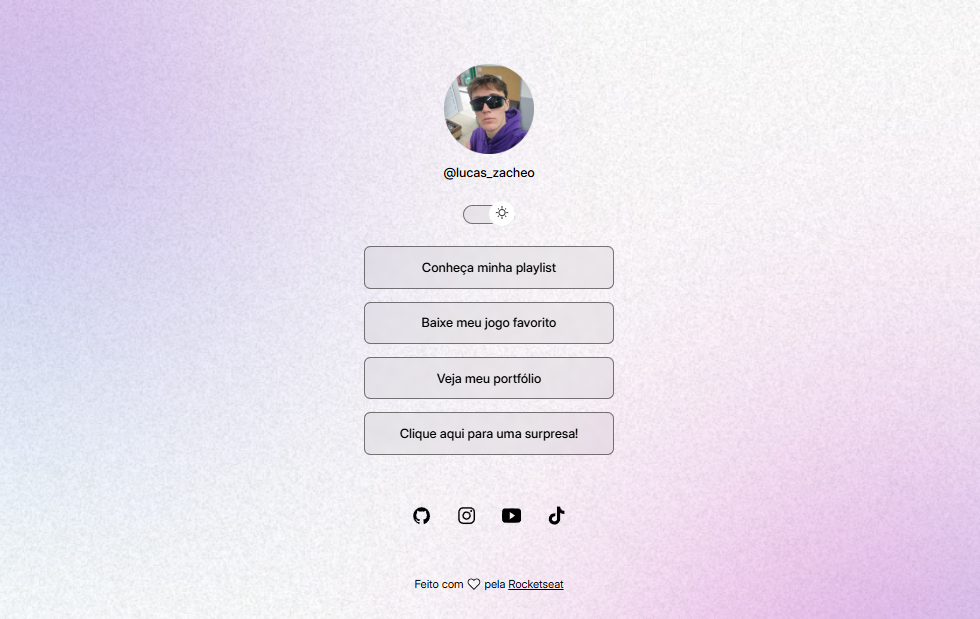 @lucas_zacheo
Conheça minha playlist
Baixe meu jogo favorito
Veja meu portfólio
Clique aqui para uma surpresa!
Feito com ♡ pela Rocketseat